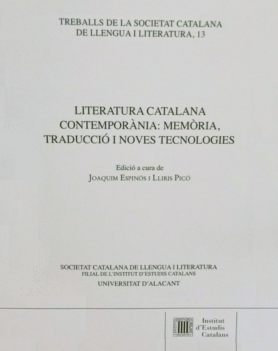 TREBALLS DE LA SOCIETAT CATALANA
DE LLENGUA I LITERATURA, 13
LITERATURA CATALANA
CONTEMPORÀNIA: MEMÒRIA,
TRADUCCIÓ I NOVES TECNOLOGIES
Edició a cura de
JOAQUIM ESPINÓS I LLIRIS PICÓ
SOCIETAT CATALANA DE LLENGUA I LITERATURA
FILIAL DE L'INSTITUT D'ESTUDIS CATALANS
UNIVERSITAT D'ALACANT
Institut
d'Estudis
Catalans